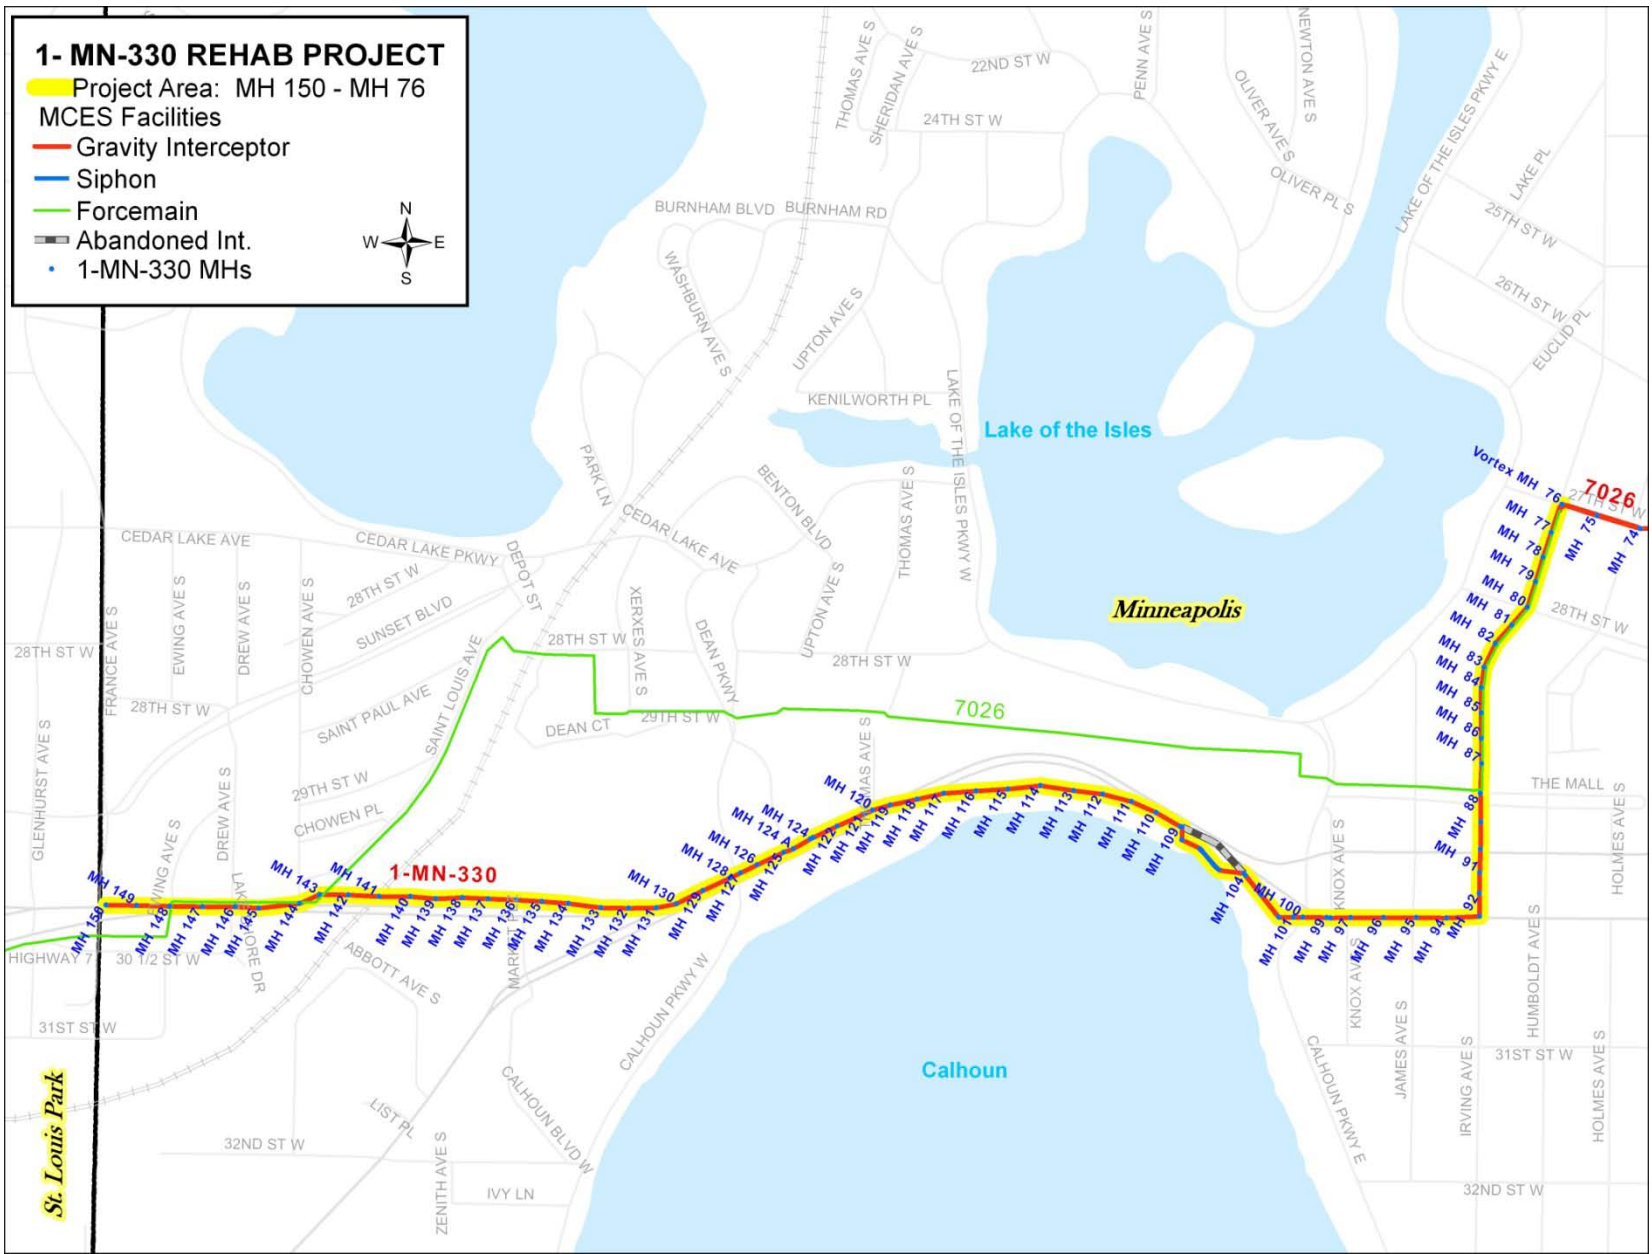 1- MN-330 REHAB PROJECT
Project Area: MH 150 - MH 76
MCES Facilities
Gravity Interceptor
Siphon
Forcemain
Abandoned Int.
1-MN-330 MHs
N
W
E
S
THOMAS AVE S
SHERIDAN AVE S
22ND ST W
PENN AVE S
NEWTON AVE S
24TH ST W
OLIVER AVE S
OLIVER PL S
LAKE OF THE ISLES PKWY E
LAKE PL
25TH ST W
26TH ST W
EUCLID PL
BURNHAM BLVD
BURNHAM RD
WASHBURN AVE S
UPTON AVE S
KENILWORTH PL
LAKE OF THE ISLES PKWY W
Lake of the Isles
PARK LN
CEDAR LAKE AVE
BENTON BLVD
THOMAS AVE S
CEDAR LAKE AVE
CEDAR LAKE PKWY
DEPOT ST
28TH ST W
SUNSET BLVD
FRANCE AVE S
EWING AVE S
DREW AVE S
CHOWEN AVE S
XERXES AVE S
DEAN PKWY
UPTON AVE S
Minneapolis
28TH ST W
28TH ST W
28TH ST W
28TH ST W
28TH ST W
SAINT PAUL AVE
SAINT LOUIS AVE
DEAN CT
29TH ST W
7026
GLENHURST AVE S
DREW AVE S
29TH ST W
CHOWEN PL
EWING AVE S
THOMAS AVE S
THE MALL
HOLMES AVE S
KNOX AVE S
27TH ST W
7026
Vortex MH 76
MH 75
MH 74
MH 77
MH 78
MH 79
MH 80
MH 81
MH 82
MH 83
MH 84
MH 85
MH 86
MH 87
MH 88
MH 91
MH 92
MH 94
MH 95
MH 96
MH 97
MH 99
MH 100
MH 101
MH 104
MH 109
MH 110
MH 111
MH 112
MH 113
MH 114
MH 115
MH 116
MH 117
MH 118
MH 119
MH 120
MH 121
MH 122
MH 124
MH 124 A
MH 125
MH 126
MH 127
MH 128
MH 129
MH 130
MH 131
MH 132
MH 133
MH 134
MH 135
MH 136
MH 137
MH 138
MH 139
MH 140
MH 141
MH 142
MH 143
MH 144
MH 145
MH 146
MH 147
MH 148
MH 149
MH 150
1-MN-330
HIGHWAY 7
30 1/2 ST W
ABBOTT AVE S
CALHOUN PKWY W
31ST ST W
St. Louis Park
32ND ST W
LIST PL
ZENITH AVE S
CALHOUN BLVD W
IVY LN
Calhoun
CALHOUN PKWY E
KNOX AVE S
JAMES AVE S
IRVING AVE S
HUMBOLDT AVE S
HOLMES AVE S
31ST ST W
32ND ST W